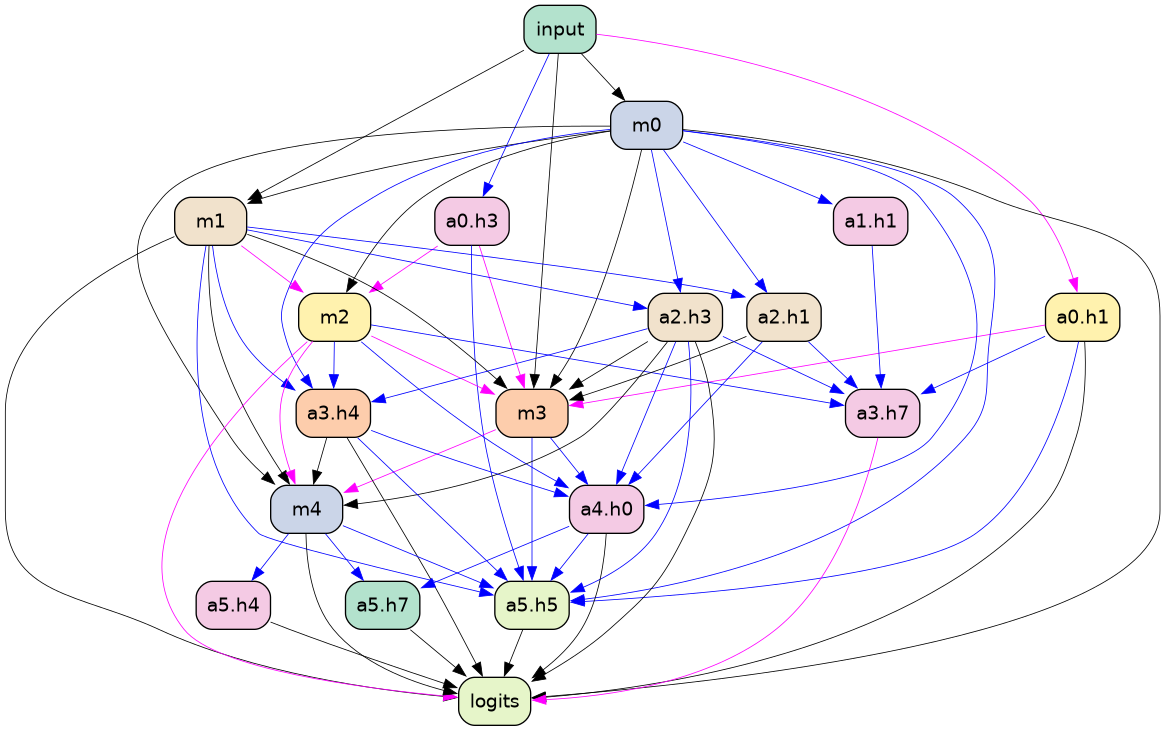 input
m0
m1
a0.h3
a1.h1
m2
a2.h3
a2.h1
a0.h1
a3.h4
m3
a3.h7
m4
a4.h0
a5.h4
a5.h7
a5.h5
logits